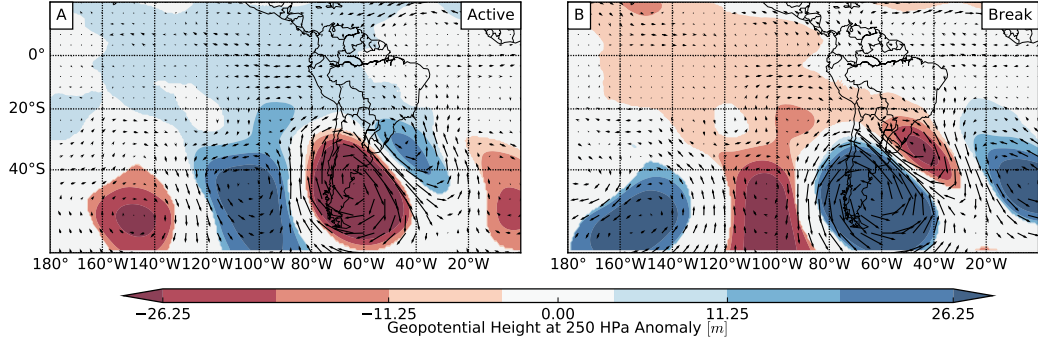 A Active
B Break
0°
20°S
40°S
180° 160°W 140°W 120°W 100°W 80°W 60°W 40°W 20°W
180° 160°W 140°W 120°W 100°W 80°W 60°W 40°W 20°W
−26.25 −11.25 0.00 11.25 26.25
Geopotential Height at 250 HPa Anomaly [m]